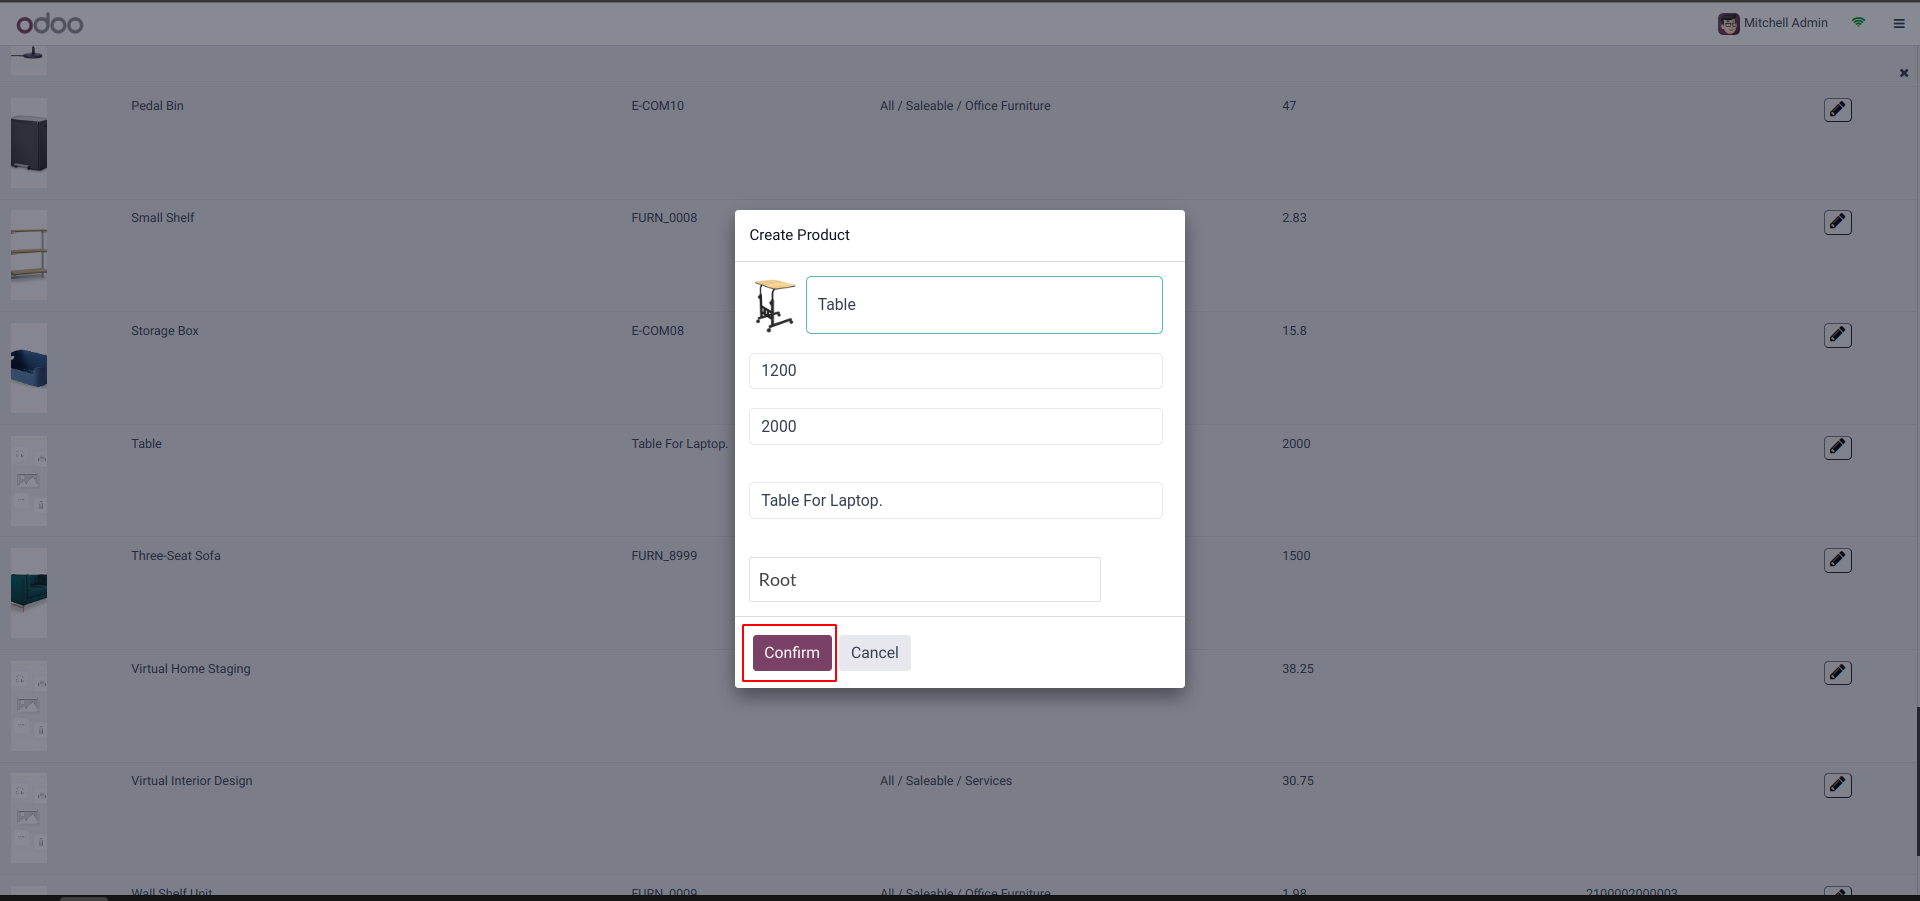 odoo Mitchell Admin
Pedal Bin E-COM10 All / Saleable / Office Furniture 47
Small Shelf FURN_0008 2.83
Storage Box E-COM08 15.8
Table Table For Laptop. 2000
Three-Seat Sofa FURN_8999 1500
Virtual Home Staging 38.25
Virtual Interior Design All / Saleable / Services 30.75
Wall Shelf Unit FURN_0009 All / Saleable / Office Furniture 1.98 2100002000003
Create Product
Table
1200
2000
Table For Laptop.
Root
Confirm Cancel